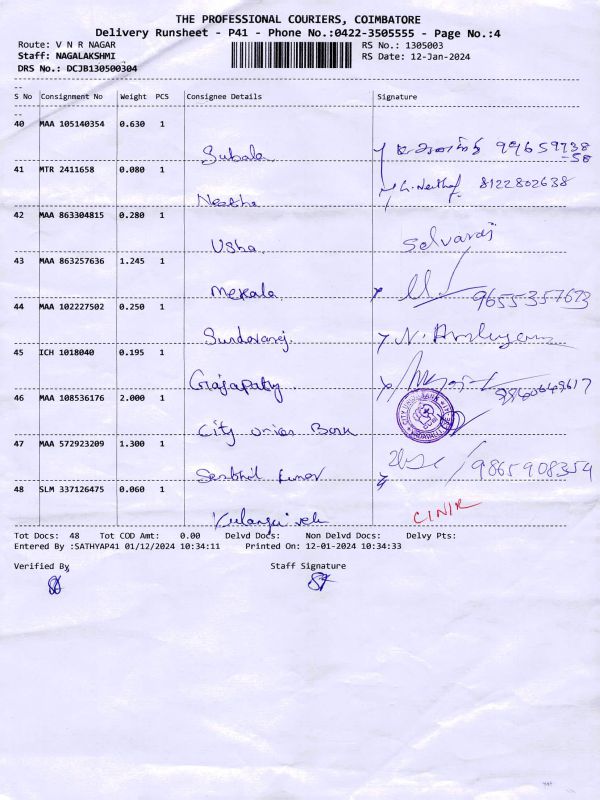 THE PROFESSIONAL COURIERS, COIMBATORE
Delivery Runsheet - P41 - Phone No.:0422-3505555 - Page No.:4
Route: V N R NAGAR
RS No.: 1305003
Staff: NAGALAKSHMI
RS Date: 12-Jan-2024
DRS No.: DCJB130500304
S No Consignment No Weight PCS Consignee Details Signature
40 MAA 105140354 0.630 1
Subala
41 MTR 2411658 0.080 1
8122802638
42 MAA 863304815 0.280 1
Usha Selvaraj
43 MAA 863257636 1.245 1
Mekala 9655357673
44 MAA 102227502 0.250 1
45 ICH 1018040 0.195 1
Gajapathy
46 MAA 108536176 2.000 1
City union Bank
47 MAA 572923209 1.300 1
9865908354
48 SLM 337126475 0.060 1
Tot Docs: 48 Tot COD Amt: 0.00 Delvd Docs: Non Delvd Docs: Delvy Pts:
Entered By :SATHYAP41 01/12/2024 10:34:11 Printed On: 12-01-2024 10:34:33
Verified By Staff Signature